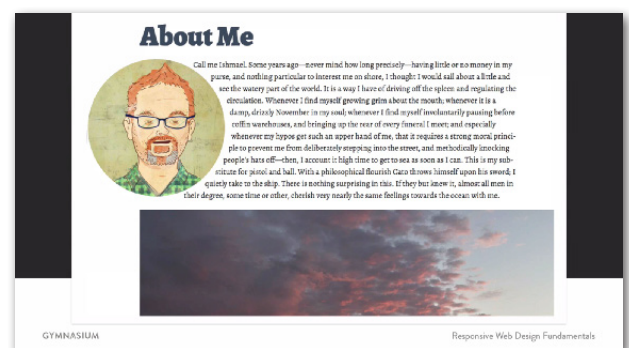 About Me
Call me Ishmael. Some years ago—never mind how long precisely—having little or no money in my
purse, and nothing particular to interest me on shore, I thought I would sail about a little and
see the watery part of the world. It is a way I have of driving off the spleen and regulating the
circulation. Whenever I find myself growing grim about the mouth; whenever it is a
damp, drizzly November in my soul; whenever I find myself involuntarily pausing before
coffin warehouses, and bringing up the rear of every funeral I meet; and especially
whenever my hypos get such an upper hand of me, that it requires a strong moral princi-
ple to prevent me from deliberately stepping into the street, and methodically knocking
people's hats off—then, I account it high time to get to sea as soon as I can. This is my sub-
stitute for pistol and ball. With a philosophical flourish Cato throws himself upon his sword; I
quietly take to the ship. There is nothing surprising in this. If they but knew it, almost all men in
their degree, some time or other, cherish very nearly the same feelings towards the ocean with me.
GYMNASIUM
Responsive Web Design Fundamentals